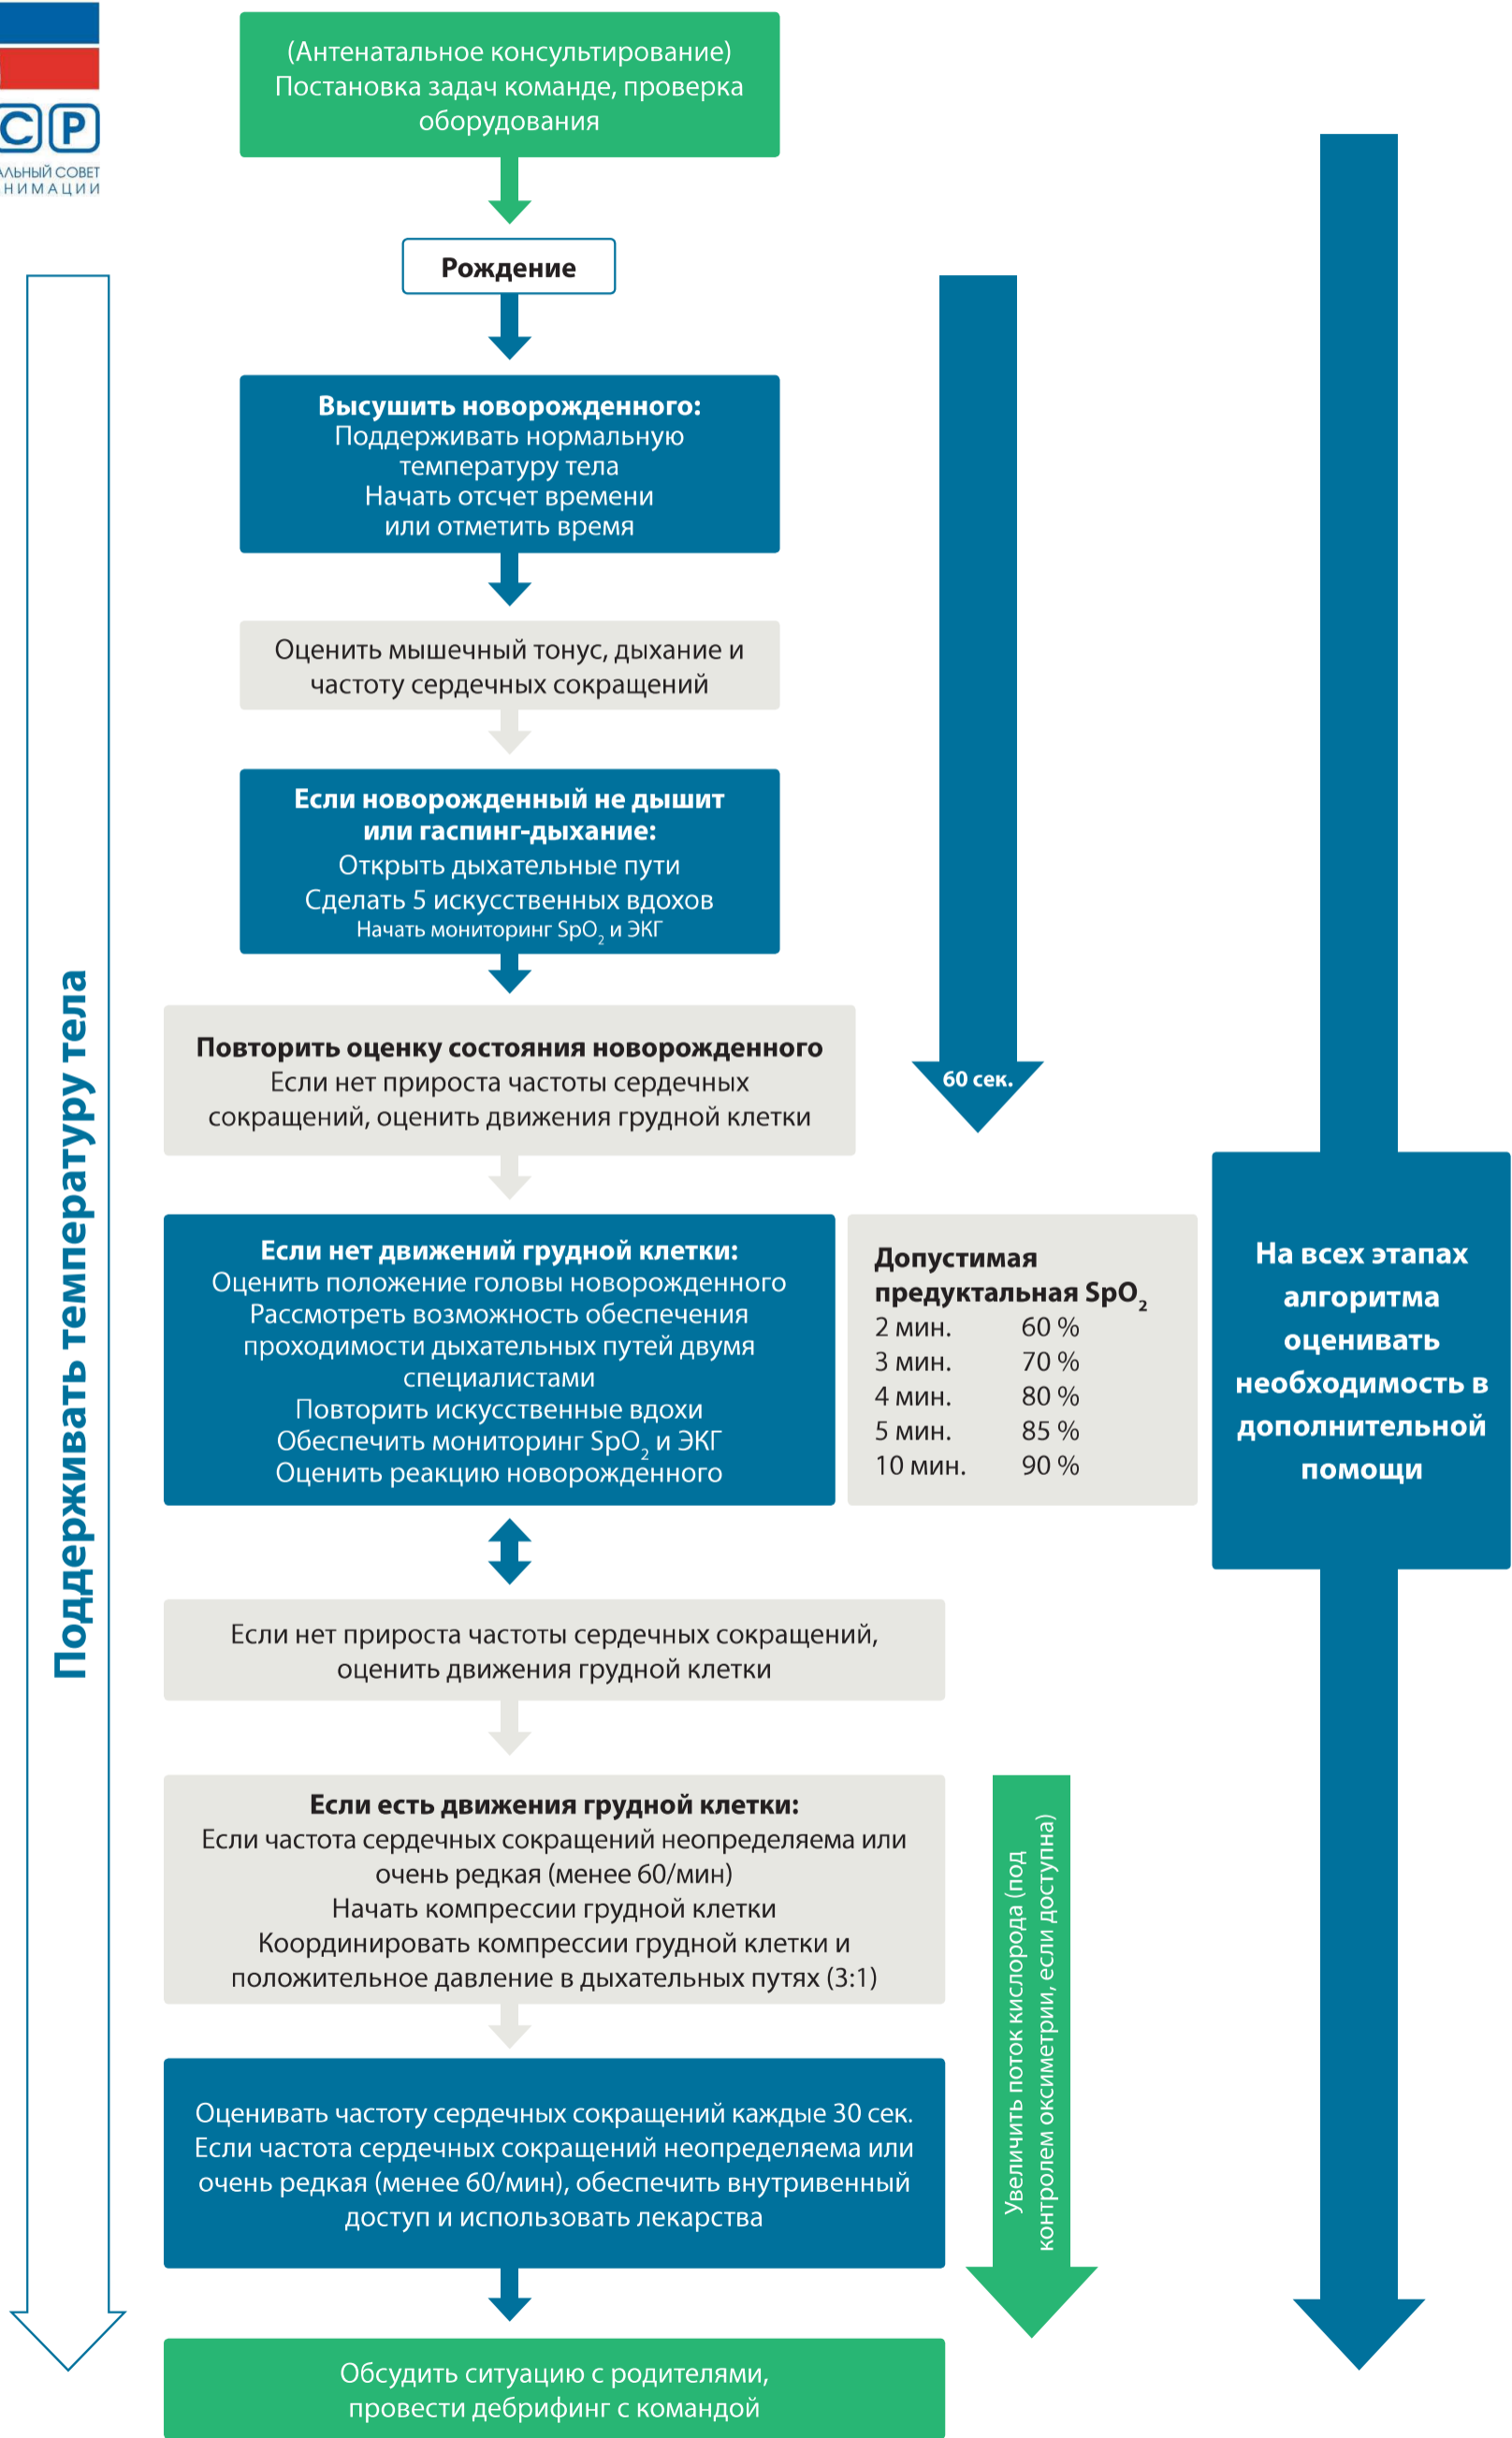 СР
АЛЬНЫЙ СОВЕТ
НИМАЦИИ
(Антенатальное консультирование)
Постановка задач команде, проверка
оборудования
Рождение
Высушить новорожденного:
Поддерживать нормальную
температуру тела
Начать отсчет времени
или отметить время
Оценить мышечный тонус, дыхание и
частоту сердечных сокращений
Если новорожденный не дышит
или гаспинг-дыхание:
Открыть дыхательные пути
Сделать 5 искусственных вдохов
Начать мониторинг SpO₂ и ЭКГ
Повторить оценку состояния новорожденного
Если нет прироста частоты сердечных
сокращений, оценить движения грудной клетки
60 сек.
Если нет движений грудной клетки:
Оценить положение головы новорожденного
Рассмотреть возможность обеспечения
проходимости дыхательных путей двумя
специалистами
Повторить искусственные вдохи
Обеспечить мониторинг SpO₂ и ЭКГ
Оценить реакцию новорожденного
Допустимая
предуктальная SpO₂
2 мин. 60 %
3 мин. 70 %
4 мин. 80 %
5 мин. 85 %
10 мин. 90 %
На всех этапах
алгоритма
оценивать
необходимость в
дополнительной
помощи
Поддерживать температуру тела
Если нет прироста частоты сердечных сокращений,
оценить движения грудной клетки
Если есть движения грудной клетки:
Если частота сердечных сокращений неопределяема или
очень редкая (менее 60/мин)
Начать компрессии грудной клетки
Координировать компрессии грудной клетки и
положительное давление в дыхательных путях (3:1)
Увеличить поток кислорода (под
контролем оксиметрии, если доступна)
Оценивать частоту сердечных сокращений каждые 30 сек.
Если частота сердечных сокращений неопределяема или
очень редкая (менее 60/мин), обеспечить внутривенный
доступ и использовать лекарства
Обсудить ситуацию с родителями,
провести дебрифинг с командой